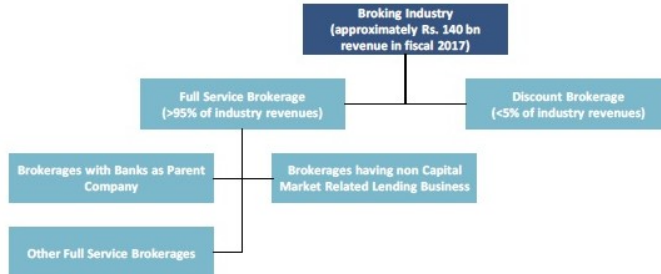 Broking Industry
(approximately Rs. 140 bn
revenue in fiscal 2017)
Full Service Brokerage
(>95% of industry revenues)
Discount Brokerage
(<5% of industry revenues)
Brokerages with Banks as Parent
Company
Brokerages having non Capital
Market Related Lending Business
Other Full Service Brokerages